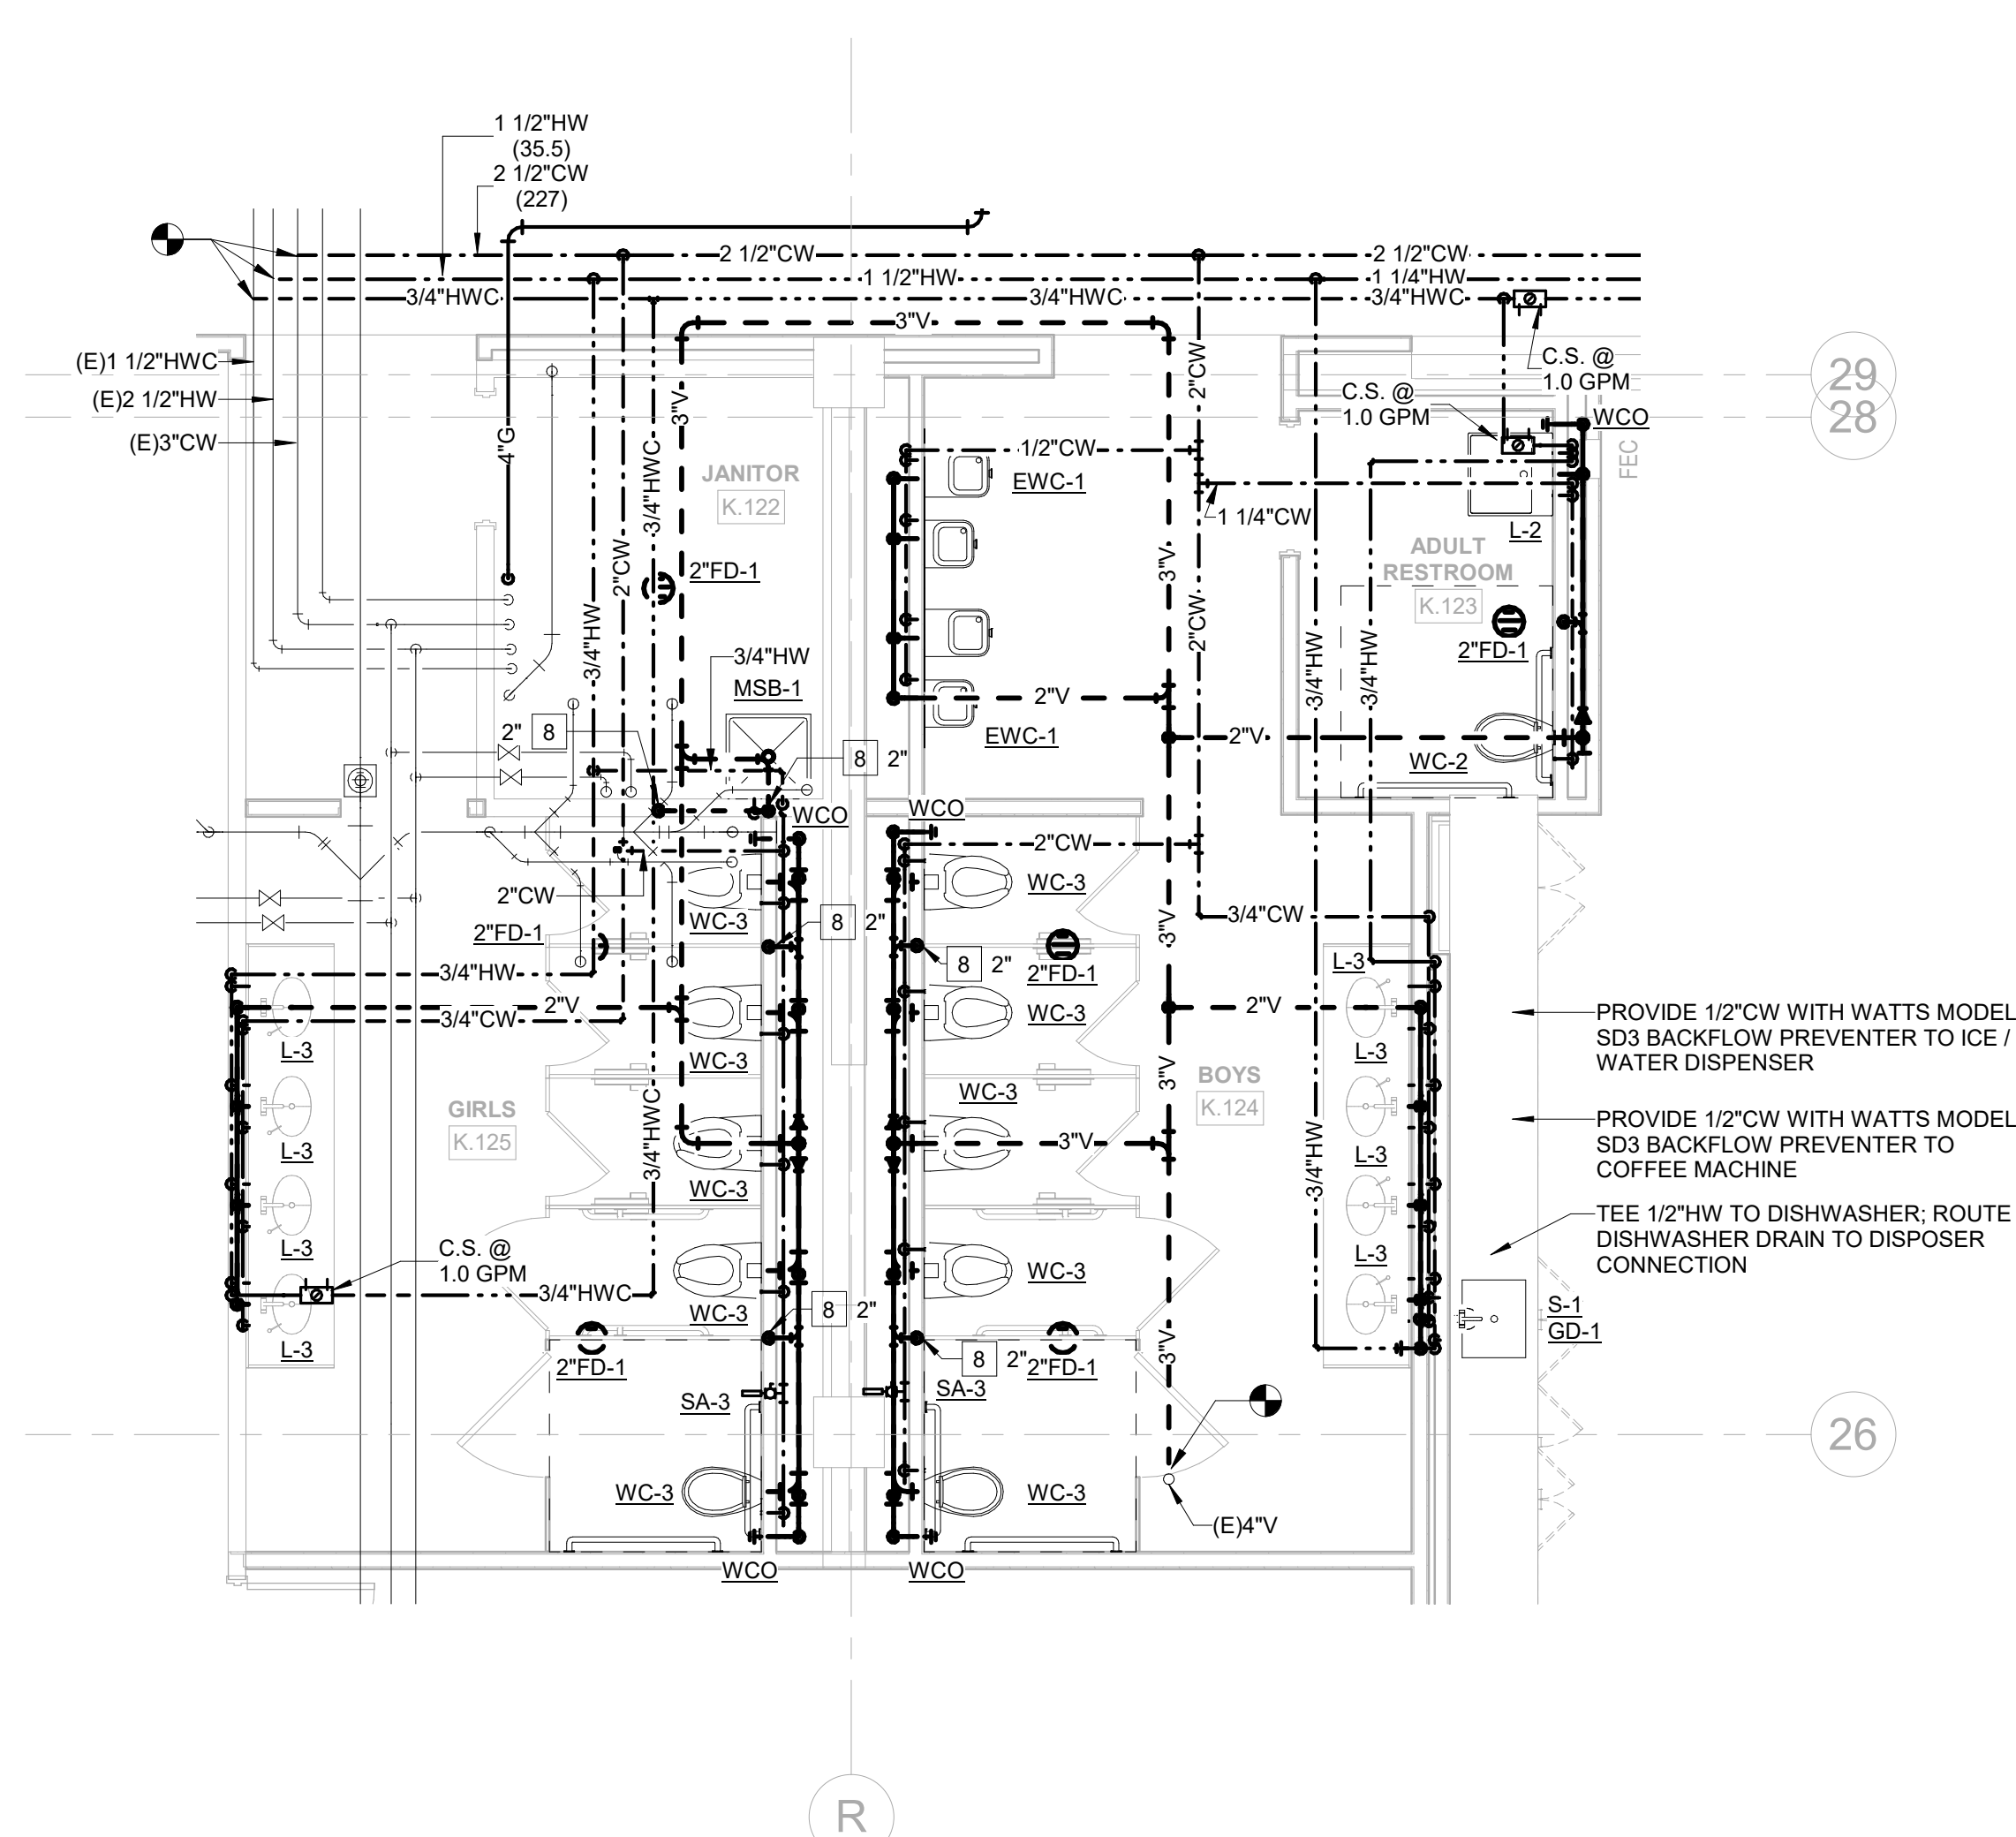 1 1/2"HW
(35.5)
2 1/2"CW
(227)
2 1/2"CW
2 1/2"CW
1 1/2"HW
1 1/4"HW
3/4"HWC
3/4"HWC
3/4"HWC
3"V
(E)1 1/2"HWC
(E)2 1/2"HW
(E)3"CW
4"G
3/4"HWC
3"V
2"CW
C.S. @
1.0 GPM
C.S. @
1.0 GPM
WCO
FEC
29
28
JANITOR
K.122
1/2"CW
EWC-1
1 1/4"CW
L-2
ADULT
RESTROOM
K.123
2"FD-1
2"CW
3/4"HW
3"V
2"CW
3/4"HW
3/4"HW
2"FD-1
3/4"HW
MSB-1
2"V
EWC-1
2"
8
8 2"
2"V
WC-2
WCO
WCO
2"CW
2"CW
WC-3
WC-3
2"FD-1
8 2"
8 2"
2"FD-1
3"V
3/4"CW
L-3
3/4"HW
2"V
3/4"CW
2"V
L-3
WC-3
WC-3
L-3
PROVIDE 1/2"CW WITH WATTS MODEL
SD3 BACKFLOW PREVENTER TO ICE /
WATER DISPENSER
GIRLS
K.125
3/4"HWC
WC-3
3"V
BOYS
K.124
3"V
3/4"HW
PROVIDE 1/2"CW WITH WATTS MODEL
SD3 BACKFLOW PREVENTER TO
COFFEE MACHINE
L-3
WC-3
L-3
TEE 1/2"HW TO DISHWASHER; ROUTE
DISHWASHER DRAIN TO DISPOSER
CONNECTION
L-3
C.S. @
1.0 GPM
3/4"HWC
WC-3
WC-3
L-3
S-1
GD-1
L-3
8 2"
8 2"
2"FD-1
2"FD-1
3"V
SA-3
SA-3
26
WC-3
WC-3
(E)4"V
WCO
WCO
R